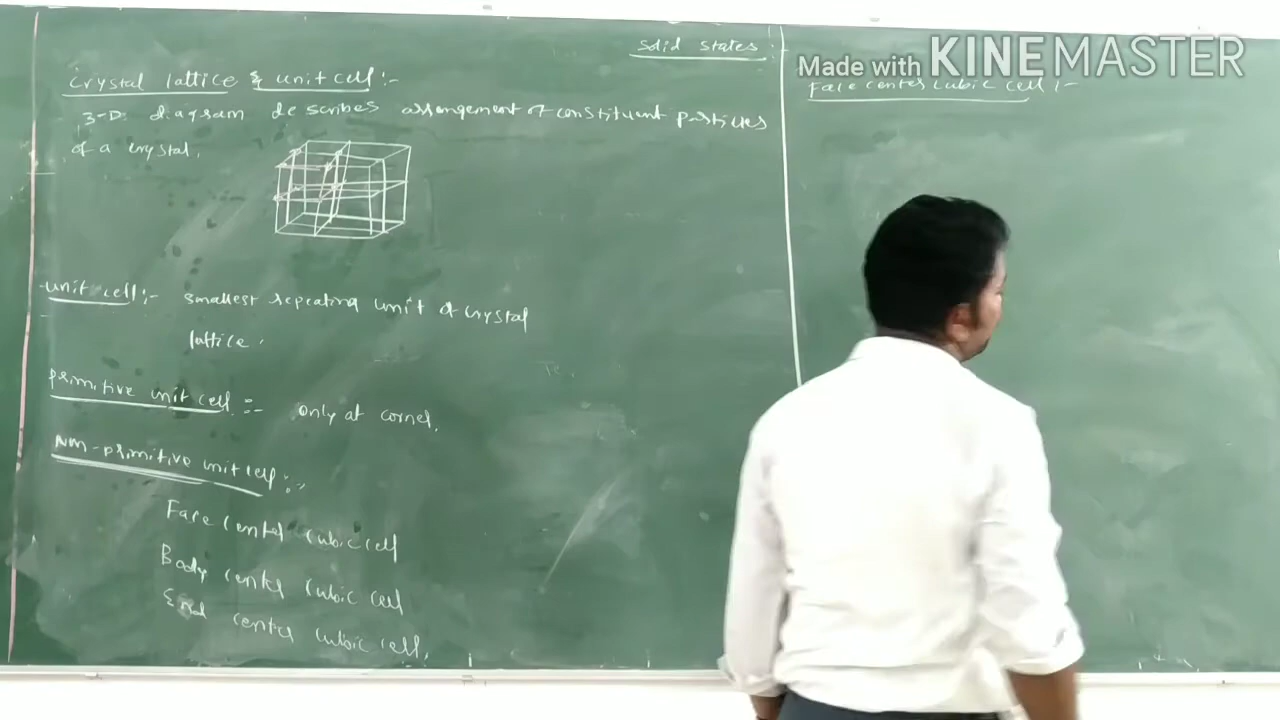 Solid states :-
Crystal lattice & unit cell :-
3-D diagram describes arrangement of constituent particles
of a crystal.
unit cell :- smallest repeating unit of crystal
lattice.
primitive unit cell :- only at corner.
Non-primitive unit cell :-
Face center cubic cell
Body center cubic cell
End center cubic cell.
Made with KINEMASTER
Face center cubic cell :-